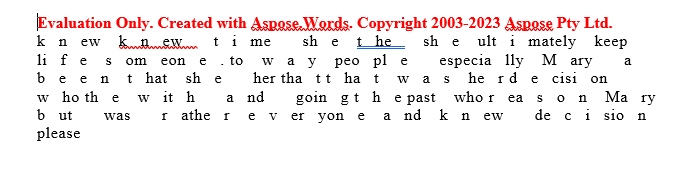 Evaluation Only. Created with Aspose.Words. Copyright 2003-2023 Aspose Pty Ltd.
k n ew k n ew t i me sh e t he sh e ult i mately keep
li f e s om eon e . to w a y peo pl e especia lly M ary a
b e e n t hat sh e her tha t t ha t w a s he r d e cisi on
w ho th e w it h a nd goin g t h e past who r ea s o n Ma ry
b ut was r athe r e v er yon e a nd k n ew de c i sio n
please